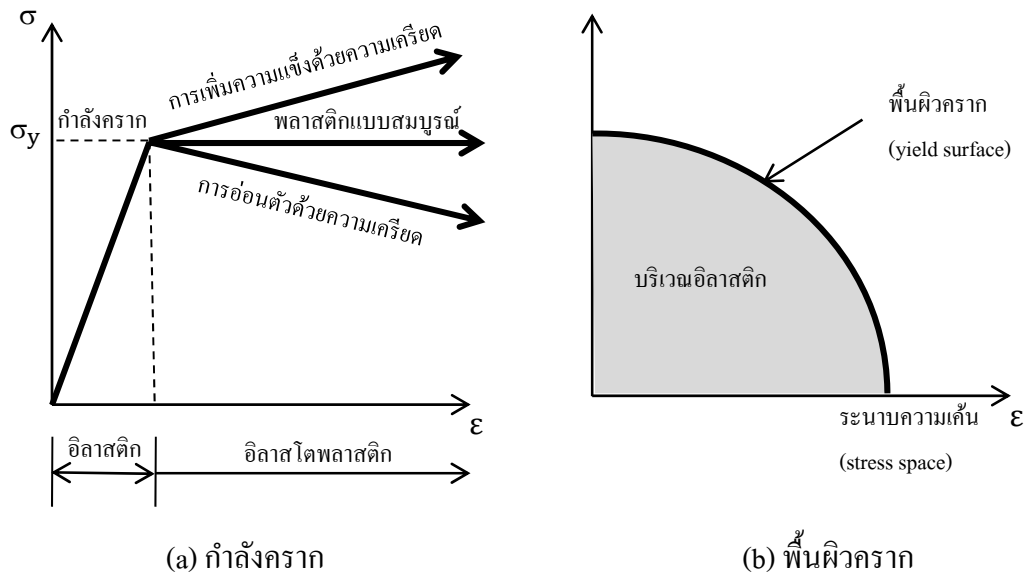 σ
การเพิ่มความแข็งด้วยความเครียด
กำลังคราก
σy
พลาสติกแบบสมบูรณ์
การอ่อนตัวด้วยความเครียด
ε
อิลาสติก
อิลาสโตพลาสติก
(a) กำลังคราก
พื้นผิวคราก
(yield surface)
บริเวณอิลาสติก
ระนาบความเค้น
ε
(stress space)
(b) พื้นผิวคราก